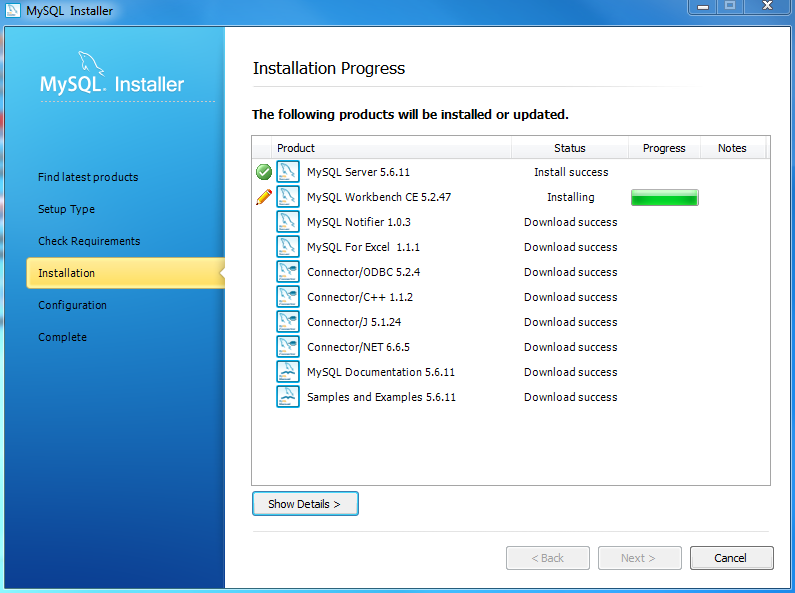 MySQL Installer
MySQL. Installer
Find latest products
Setup Type
Check Requirements
Installation
Configuration
Complete
Installation Progress
The following products will be installed or updated.
Product Status Progress Notes
MySQL Server 5.6.11 Install success
MySQL Workbench CE 5.2.47 Installing
MySQL Notifier 1.0.3 Download success
MySQL For Excel 1.1.1 Download success
Connector/ODBC 5.2.4 Download success
Connector/C++ 1.1.2 Download success
Connector/J 5.1.24 Download success
Connector/NET 6.6.5 Download success
MySQL Documentation 5.6.11 Download success
Samples and Examples 5.6.11 Download success
Show Details >
< Back Next > Cancel